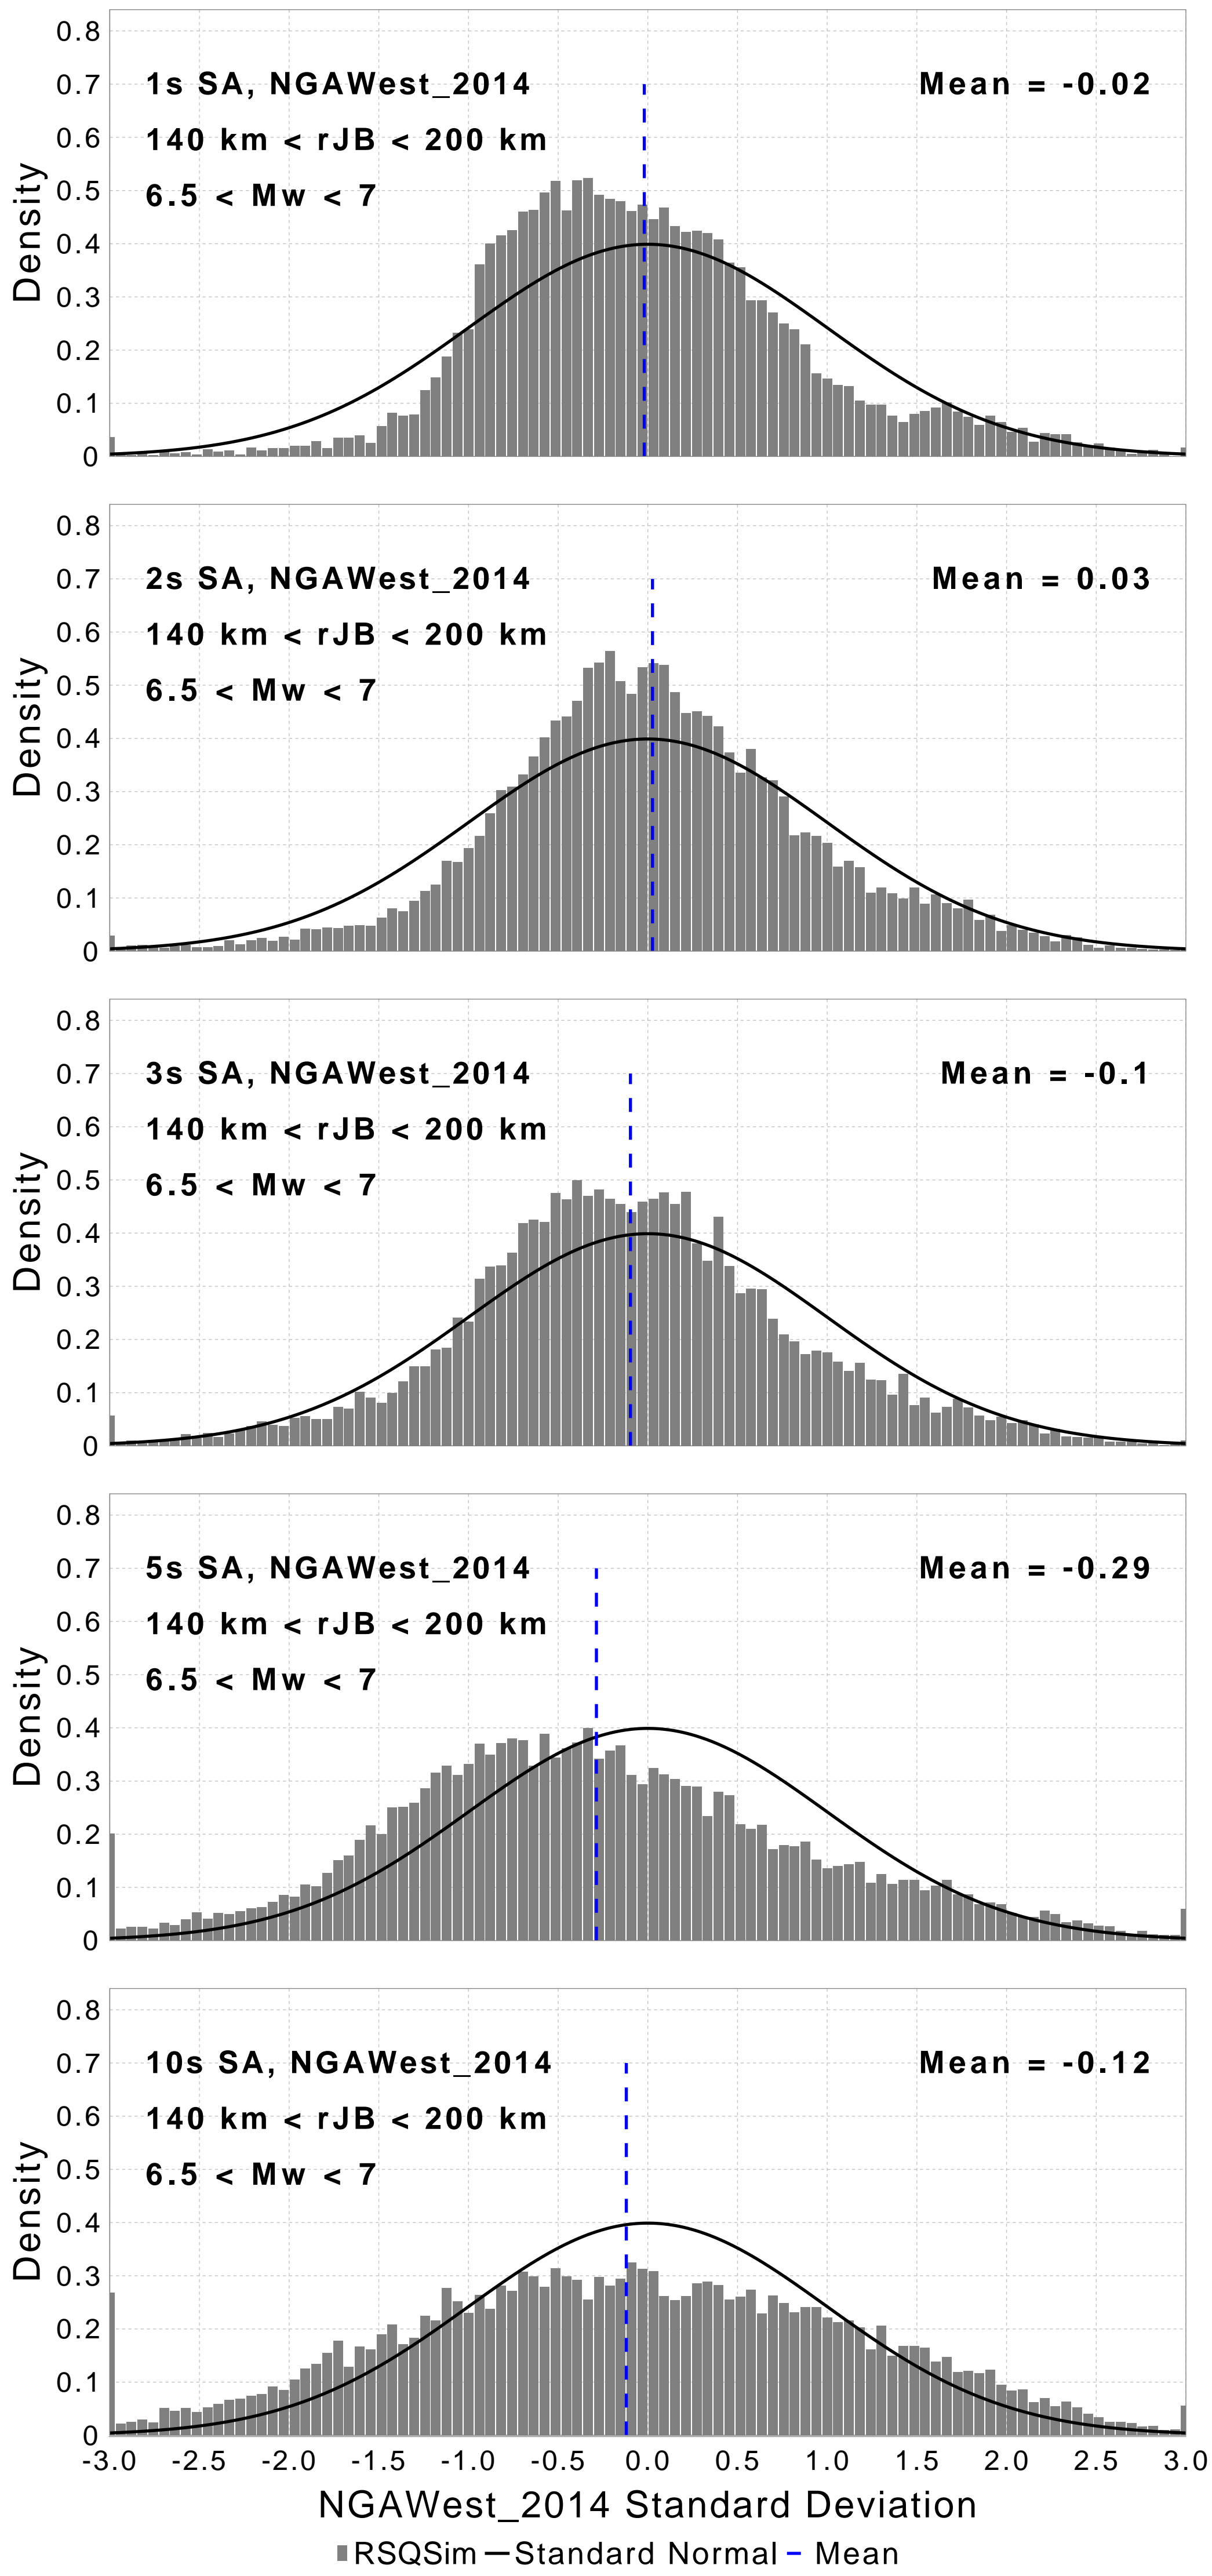 0.8
0.7
0.6
0.5
0.4
0.3
0.2
0.1
0
Density
1s SA, NGAWest_2014
Mean = -0.02
140 km < rJB < 200 km
6.5 < Mw < 7
0.8
0.7
0.6
0.5
0.4
0.3
0.2
0.1
0
Density
2s SA, NGAWest_2014
Mean = 0.03
140 km < rJB < 200 km
6.5 < Mw < 7
0.8
0.7
0.6
0.5
0.4
0.3
0.2
0.1
0
Density
3s SA, NGAWest_2014
Mean = -0.1
140 km < rJB < 200 km
6.5 < Mw < 7
0.8
0.7
0.6
0.5
0.4
0.3
0.2
0.1
0
Density
5s SA, NGAWest_2014
Mean = -0.29
140 km < rJB < 200 km
6.5 < Mw < 7
0.8
0.7
0.6
0.5
0.4
0.3
0.2
0.1
0
Density
10s SA, NGAWest_2014
Mean = -0.12
140 km < rJB < 200 km
6.5 < Mw < 7
-3.0 -2.5 -2.0 -1.5 -1.0 -0.5 0.0 0.5 1.0 1.5 2.0 2.5 3.0
NGAWest_2014 Standard Deviation
RSQSim Standard Normal Mean